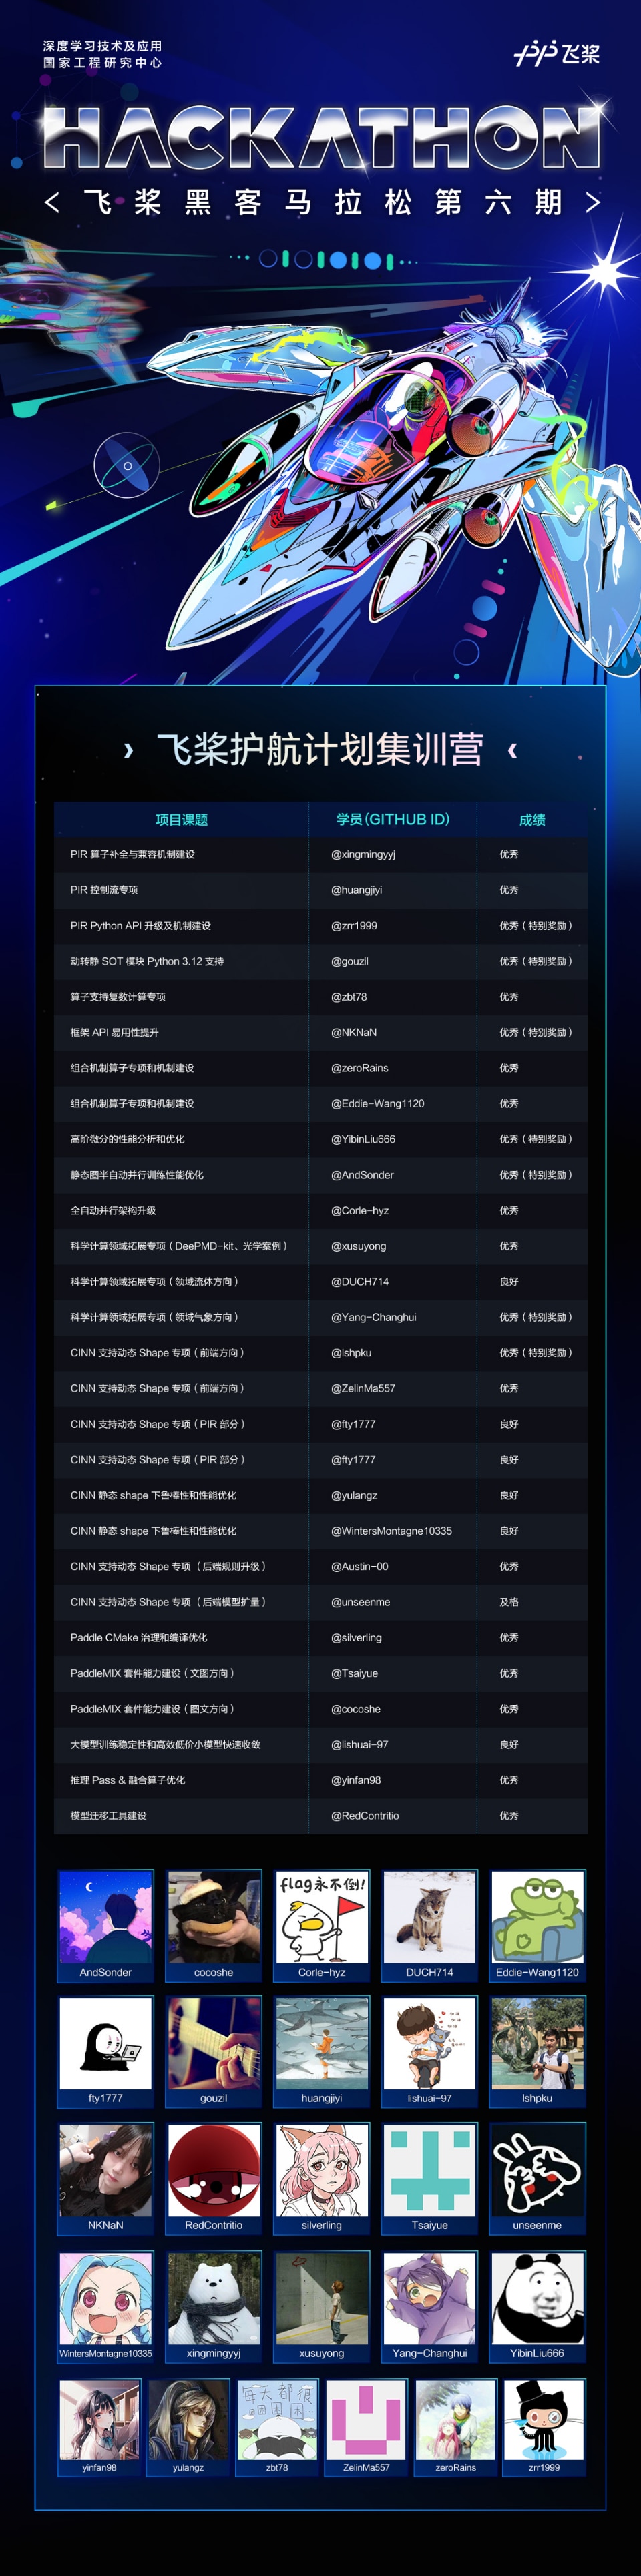 深度学习技术及应用
国家工程研究中心
飞桨
HACKATHON
< 飞桨黑客马拉松第六期 >
› 飞桨护航计划集训营 ‹
项目课题 学员(GITHUB ID) 成绩
PIR 算子补全与兼容机制建设 @xingmingyyj 优秀
PIR 控制流专项 @huangjiyi 优秀
PIR Python API 升级及机制建设 @zrr1999 优秀(特别奖励)
动转静 SOT 模块 Python 3.12 支持 @gouzil 优秀(特别奖励)
算子支持复数计算专项 @zbt78 优秀
框架 API 易用性提升 @NKNaN 优秀(特别奖励)
组合机制算子专项和机制建设 @zeroRains 优秀
组合机制算子专项和机制建设 @Eddie-Wang1120 优秀
高阶微分的性能分析和优化 @YibinLiu666 优秀(特别奖励)
静态图半自动并行训练性能优化 @AndSonder 优秀(特别奖励)
全自动并行架构升级 @Corle-hyz 优秀
科学计算领域拓展专项(DeePMD-kit、光学案例) @xusuyong 优秀
科学计算领域拓展专项(领域流体方向) @DUCH714 良好
科学计算领域拓展专项(领域气象方向) @Yang-Changhui 优秀(特别奖励)
CINN 支持动态 Shape 专项(前端方向) @lshpku 优秀(特别奖励)
CINN 支持动态 Shape 专项(前端方向) @ZelinMa557 优秀
CINN 支持动态 Shape 专项(PIR 部分) @fty1777 良好
CINN 支持动态 Shape 专项(PIR 部分) @fty1777 良好
CINN 静态 shape 下鲁棒性和性能优化 @yulangz 良好
CINN 静态 shape 下鲁棒性和性能优化 @WintersMontagne10335 良好
CINN 支持动态 Shape 专项 (后端规则升级) @Austin-00 优秀
CINN 支持动态 Shape 专项 (后端模型扩量) @unseenme 及格
Paddle CMake 治理和编译优化 @silverling 优秀
PaddleMIX 套件能力建设(文图方向) @Tsaiyue 优秀
PaddleMIX 套件能力建设(图文方向) @cocoshe 优秀
大模型训练稳定性和高效低价小模型快速收敛 @lishuai-97 良好
推理 Pass & 融合算子优化 @yinfan98 优秀
模型迁移工具建设 @RedContritio 优秀
flag永不倒!
AndSonder cocoshe Corle-hyz DUCH714 Eddie-Wang1120
fty1777 gouzil huangjiyi lishuai-97 lshpku
NKNaN RedContritio silverling Tsaiyue unseenme
WintersMontagne10335 xingmingyyj xusuyong Yang-Changhui YibinLiu666
每天都很
yinfan98 yulangz zbt78 ZelinMa557 zeroRains zrr1999